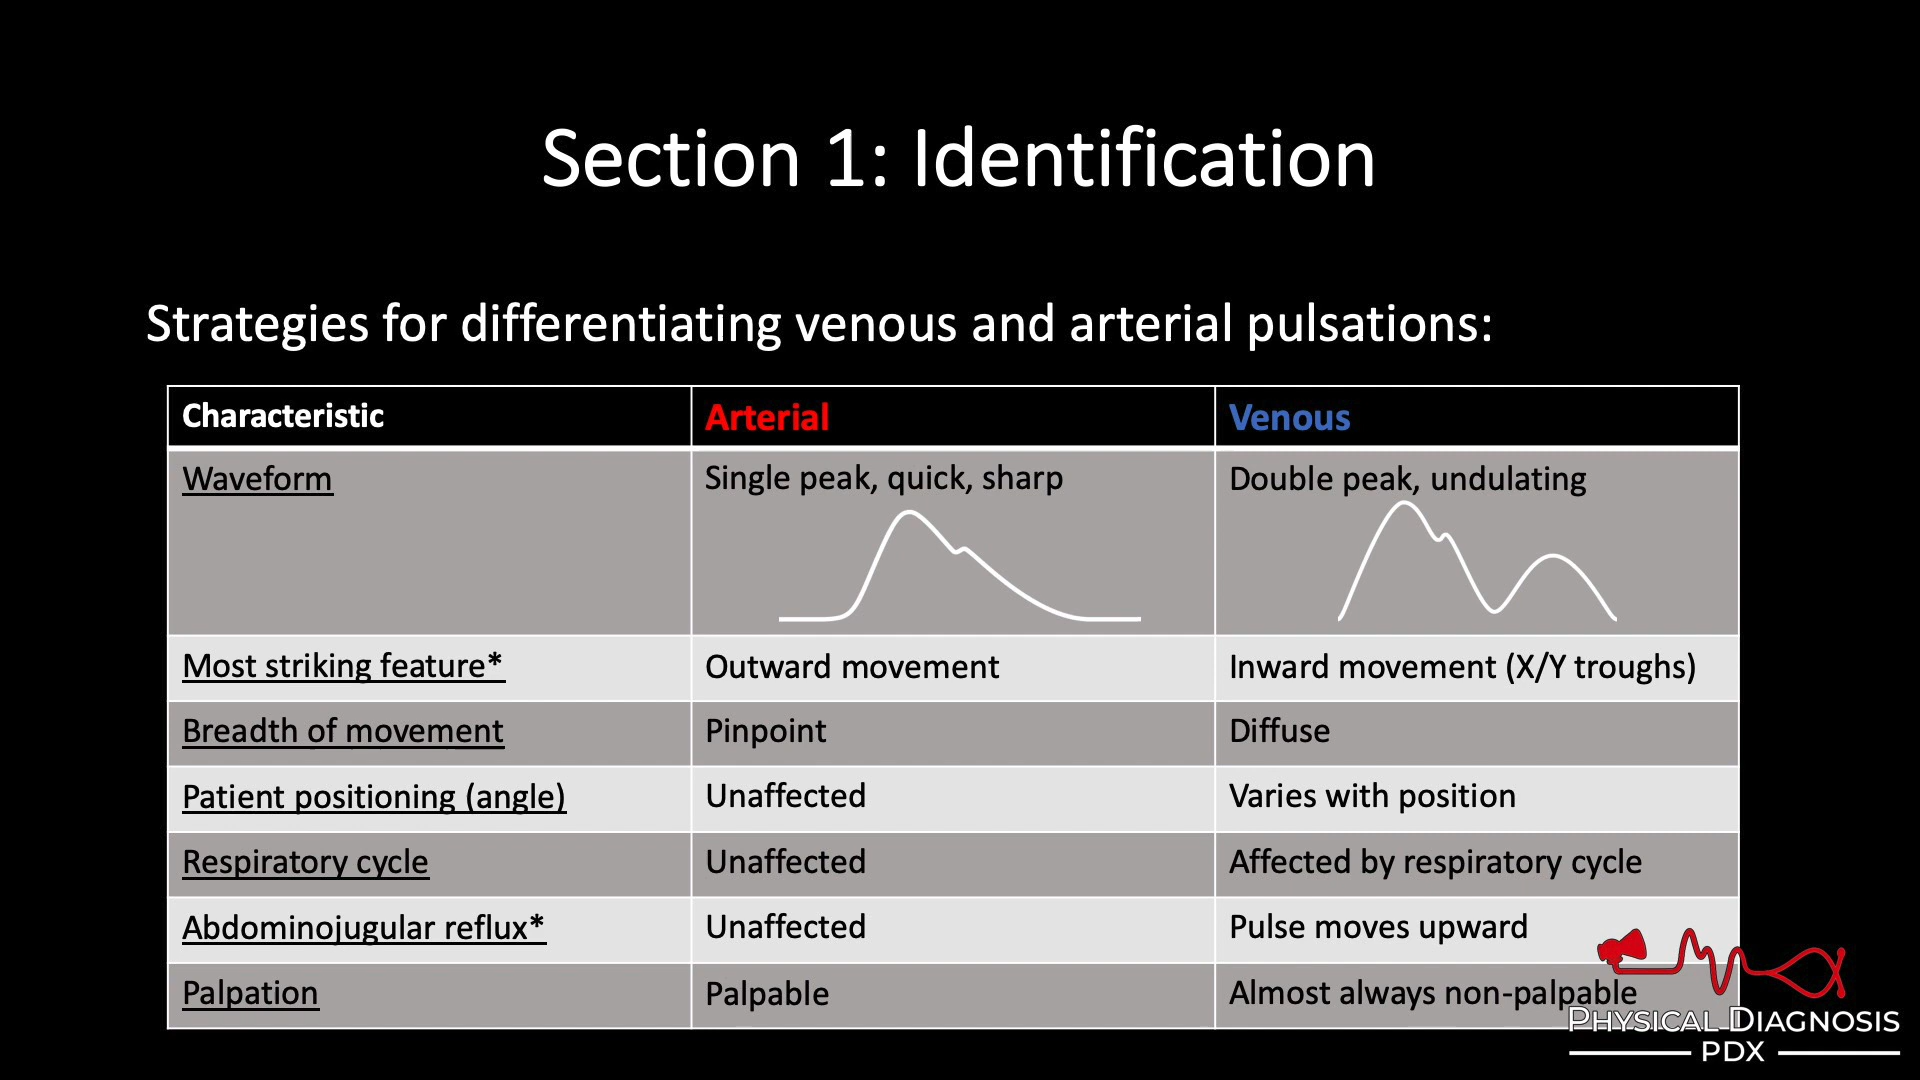 Section 1: Identification
Strategies for differentiating venous and arterial pulsations:
Characteristic Arterial Venous
Waveform Single peak, quick, sharp Double peak, undulating
Most striking feature* Outward movement Inward movement (X/Y troughs)
Breadth of movement Pinpoint Diffuse
Patient positioning (angle) Unaffected Varies with position
Respiratory cycle Unaffected Affected by respiratory cycle
Abdominojugular reflux* Unaffected Pulse moves upward
Palpation Palpable Almost always non-palpable
PHYSICAL DIAGNOSIS
PDX